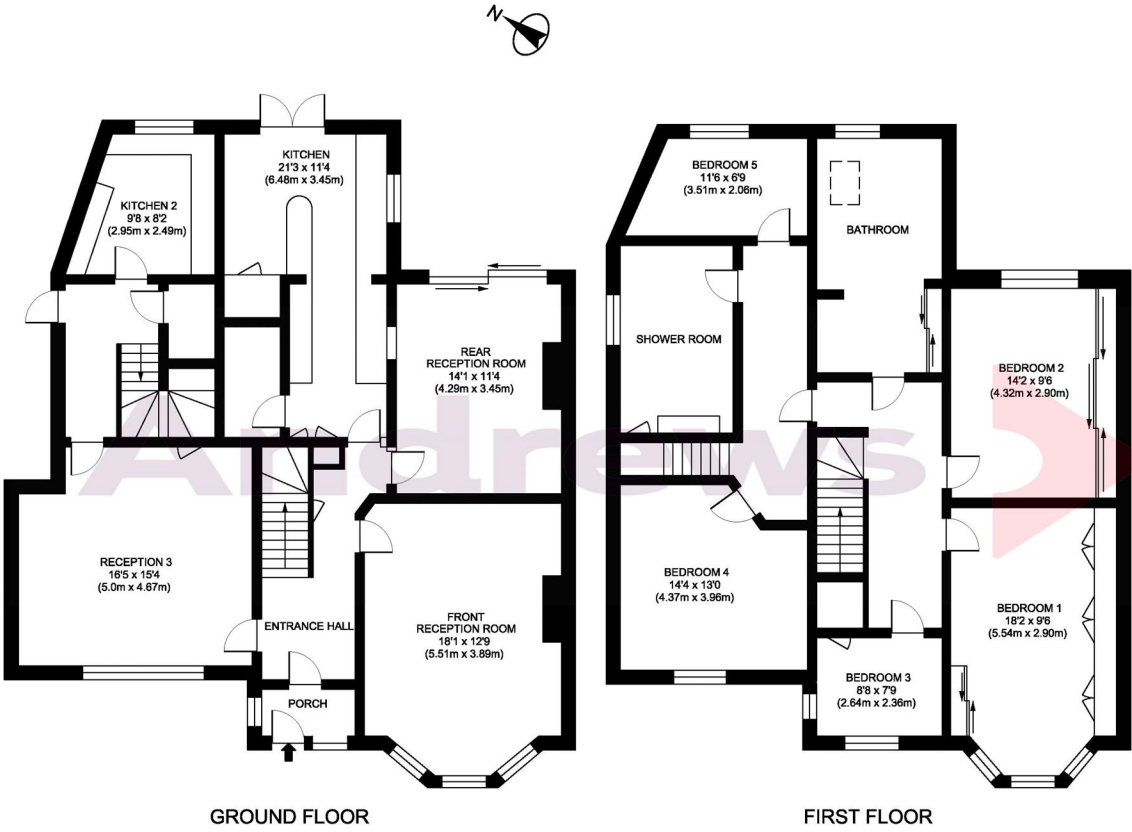 N
KITCHEN
21'3 x 11'4
(6.48m x 3.45m)
KITCHEN 2
9'8 x 8'2
(2.95m x 2.49m)
REAR
RECEPTION ROOM
14'1 x 11'4
(4.29m x 3.45m)
RECEPTION 3
16'5 x 15'4
(5.0m x 4.67m)
ENTRANCE HALL
FRONT
RECEPTION ROOM
18'1 x 12'9
(5.51m x 3.89m)
PORCH
GROUND FLOOR
BEDROOM 5
11'6 x 6'9
(3.51m x 2.06m)
BATHROOM
SHOWER ROOM
BEDROOM 2
14'2 x 9'6
(4.32m x 2.90m)
BEDROOM 4
14'4 x 13'0
(4.37m x 3.96m)
BEDROOM 1
18'2 x 9'6
(5.54m x 2.90m)
BEDROOM 3
8'8 x 7'9
(2.64m x 2.36m)
FIRST FLOOR
Andrews